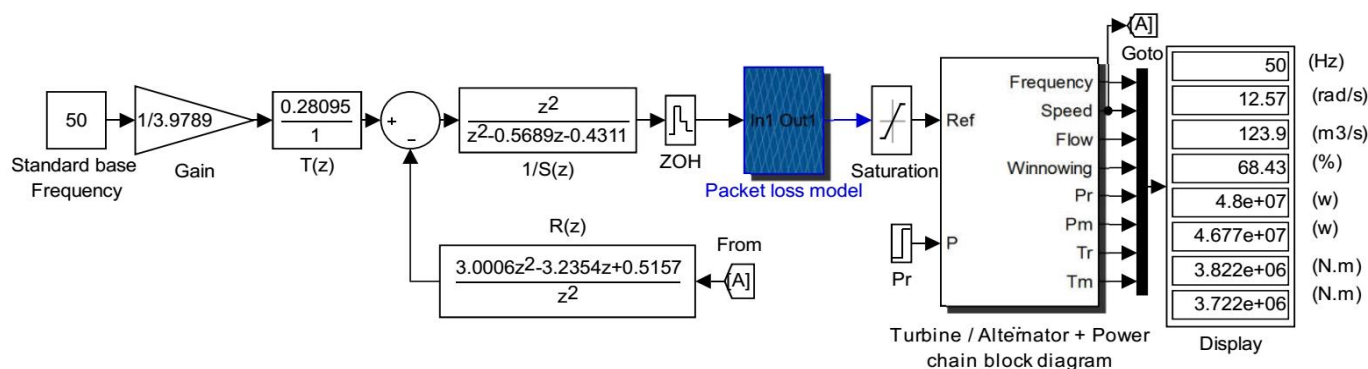 50
Standard base
Frequency
1/3.9789
Gain
0.28095
1
T(z)
+
−
z2
z2-0.5689z-0.4311
1/S(z)
ZOH
In1 Out1
Packet loss model
Saturation
R(z)
3.0006z2-3.2354z+0.5157
z2
From
[A]
Pr
Ref
P
Frequency
Speed
Flow
Winnowing
Pr
Pm
Tr
Tm
Turbine / Alternator + Power
chain block diagram
[A]
Goto
50 (Hz)
12.57 (rad/s)
123.9 (m3/s)
68.43 (%)
4.8e+07 (w)
4.677e+07 (w)
3.822e+06 (N.m)
3.722e+06 (N.m)
Display